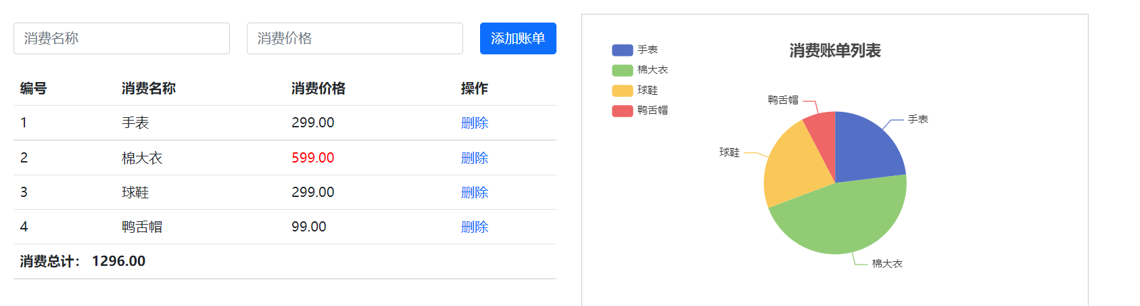 消费名称 消费价格 添加账单
编号 消费名称 消费价格 操作
1 手表 299.00 删除
2 棉大衣 599.00 删除
3 球鞋 299.00 删除
4 鸭舌帽 99.00 删除
消费总计： 1296.00
消费账单列表
手表
棉大衣
球鞋
鸭舌帽
鸭舌帽
手表
球鞋
棉大衣